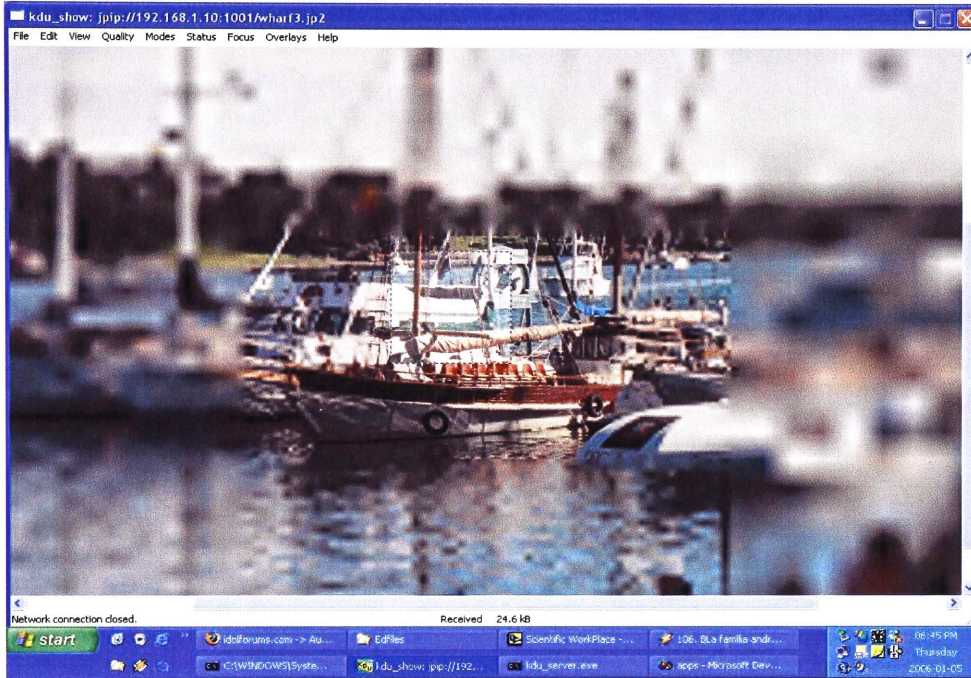 kdu_show: jpip://192.168.1.10:1001/wharf3.jp2
File Edit View Quality Modes Status Focus Overlays Help
Network connection closed. Received 24.6 kB
start idolforums.com -> Au... Edfiles Scientific WorkPlace -... 106. BLa familia andr... 06:45 PM
Thursday
C:\WINDOWS\Syste... kdu_show: jpip://192... kdu_server.exe apps - Microsoft Dev... 2006-01-05